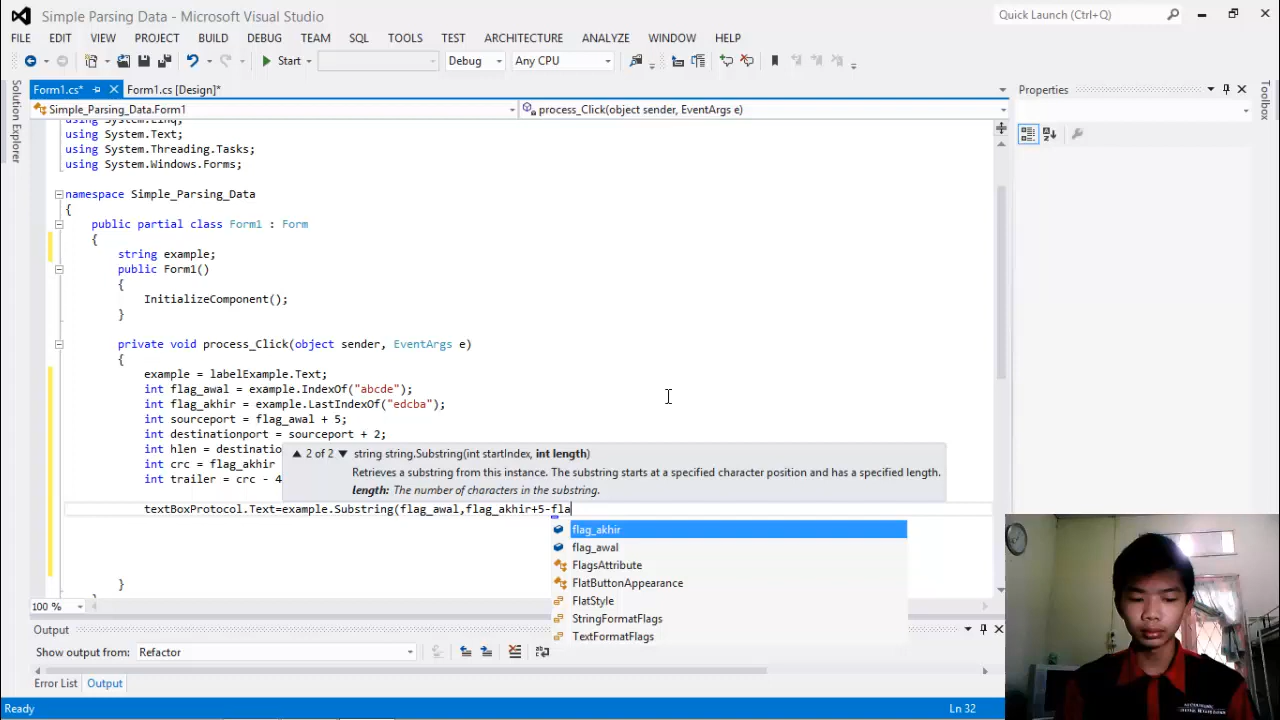 Simple Parsing Data - Microsoft Visual Studio
Quick Launch (Ctrl+Q)
FILE EDIT VIEW PROJECT BUILD DEBUG TEAM SQL TOOLS TEST ARCHITECTURE ANALYZE WINDOW HELP
Start Debug Any CPU
Solution Explorer
Form1.cs* Form1.cs [Design]*
Properties
Toolbox
Simple_Parsing_Data.Form1 process_Click(object sender, EventArgs e)
using System.Linq;
using System.Text;
using System.Threading.Tasks;
using System.Windows.Forms;
namespace Simple_Parsing_Data
{
public partial class Form1 : Form
{
string example;
public Form1()
{
InitializeComponent();
}
private void process_Click(object sender, EventArgs e)
{
example = labelExample.Text;
int flag_awal = example.IndexOf("abcde");
int flag_akhir = example.LastIndexOf("edcba");
int sourceport = flag_awal + 5;
int destinationport = sourceport + 2;
int hlen = destination
int crc = flag_akhir
int trailer = crc - 4
▲ 2 of 2 ▼ string string.Substring(int startIndex, int length)
Retrieves a substring from this instance. The substring starts at a specified character position and has a specified length.
length: The number of characters in the substring.
textBoxProtocol.Text=example.Substring(flag_awal,flag_akhir+5-fla
flag_akhir
flag_awal
FlagsAttribute
FlatButtonAppearance
FlatStyle
StringFormatFlags
TextFormatFlags
}
100 %
Output
Show output from: Refactor
Error List Output
Ready
Ln 32